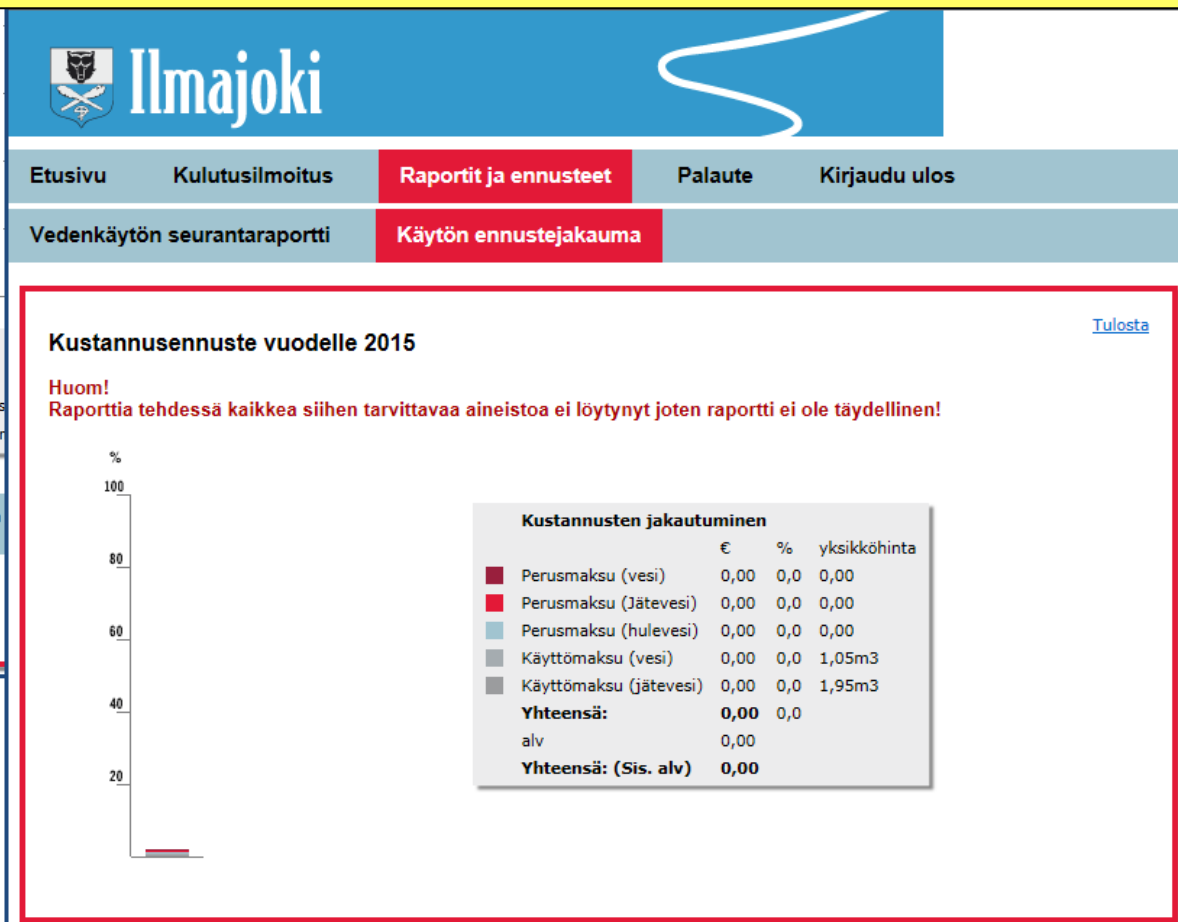 Ilmajoki
Etusivu Kulutusilmoitus Raportit ja ennusteet Palaute Kirjaudu ulos
Vedenkäytön seurantaraportti Käytön ennustejakauma
Tulosta
Kustannusennuste vuodelle 2015
Huom!
Raporttia tehdessä kaikkea siihen tarvittavaa aineistoa ei löytynyt joten raportti ei ole täydellinen!
%
100
80
60
40
20
Kustannusten jakautuminen
€ % yksikköhinta
Perusmaksu (vesi) 0,00 0,0 0,00
Perusmaksu (Jätevesi) 0,00 0,0 0,00
Perusmaksu (hulevesi) 0,00 0,0 0,00
Käyttömaksu (vesi) 0,00 0,0 1,05m3
Käyttömaksu (jätevesi) 0,00 0,0 1,95m3
Yhteensä: 0,00 0,0
alv 0,00
Yhteensä: (Sis. alv) 0,00